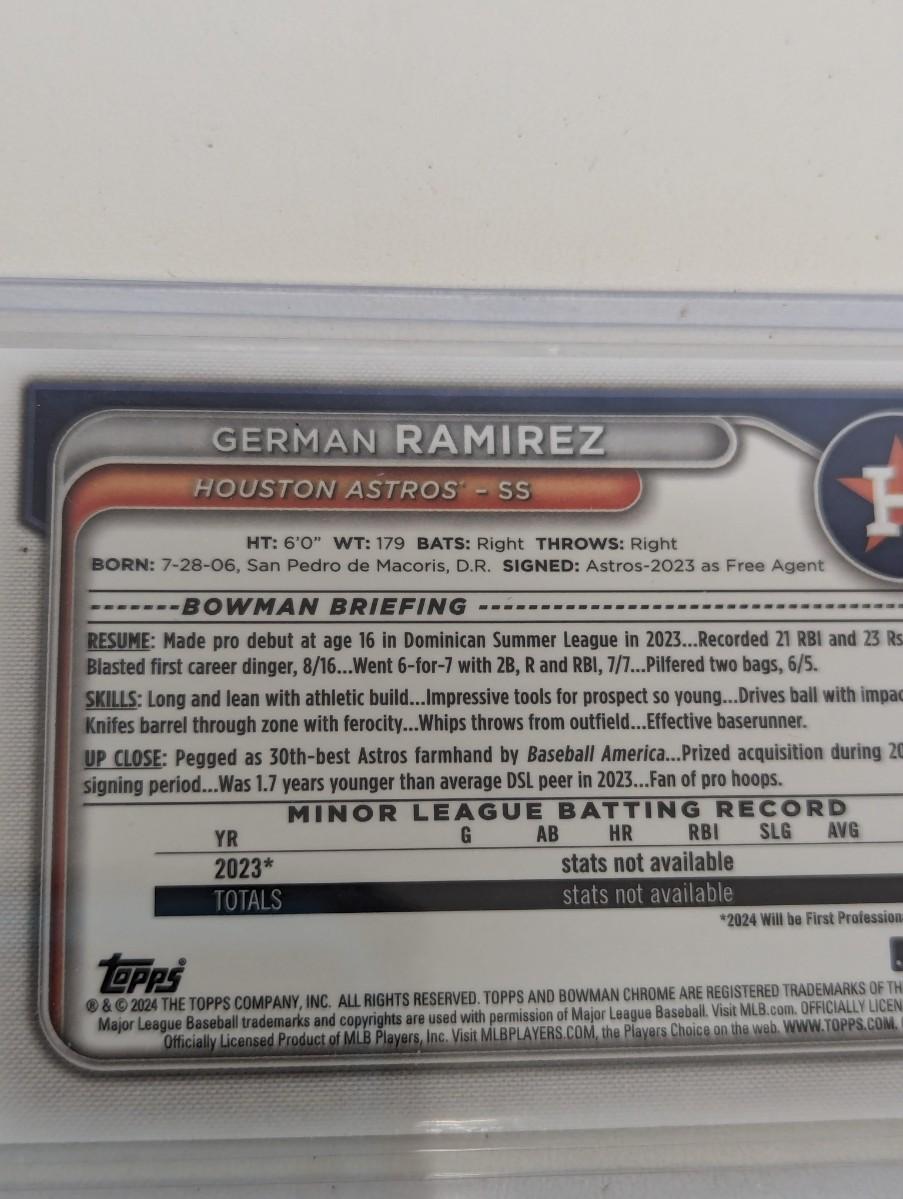 GERMAN RAMIREZ
HOUSTON ASTROS® - SS
H
HT: 6'0" WT: 179 BATS: Right THROWS: Right
BORN: 7-28-06, San Pedro de Macoris, D.R. SIGNED: Astros-2023 as Free Agent
-------BOWMAN BRIEFING --------------------------------
RESUME: Made pro debut at age 16 in Dominican Summer League in 2023...Recorded 21 RBI and 23 Rs
Blasted first career dinger, 8/16...Went 6-for-7 with 2B, R and RBI, 7/7...Pilfered two bags, 6/5.
SKILLS: Long and lean with athletic build...Impressive tools for prospect so young...Drives ball with impac
Knifes barrel through zone with ferocity...Whips throws from outfield...Effective baserunner.
UP CLOSE: Pegged as 30th-best Astros farmhand by Baseball America...Prized acquisition during 20
signing period...Was 1.7 years younger than average DSL peer in 2023...Fan of pro hoops.
MINOR LEAGUE BATTING RECORD
YR G AB HR RBI SLG AVG
2023* stats not available
TOTALS stats not available
*2024 Will be First Profession
Topps®
® & © 2024 THE TOPPS COMPANY, INC. ALL RIGHTS RESERVED. TOPPS AND BOWMAN CHROME ARE REGISTERED TRADEMARKS OF TH
Major League Baseball trademarks and copyrights are used with permission of Major League Baseball. Visit MLB.com. OFFICIALLY LICEN
Officially Licensed Product of MLB Players, Inc. Visit MLBPLAYERS.COM, the Players Choice on the web. WWW.TOPPS.COM.